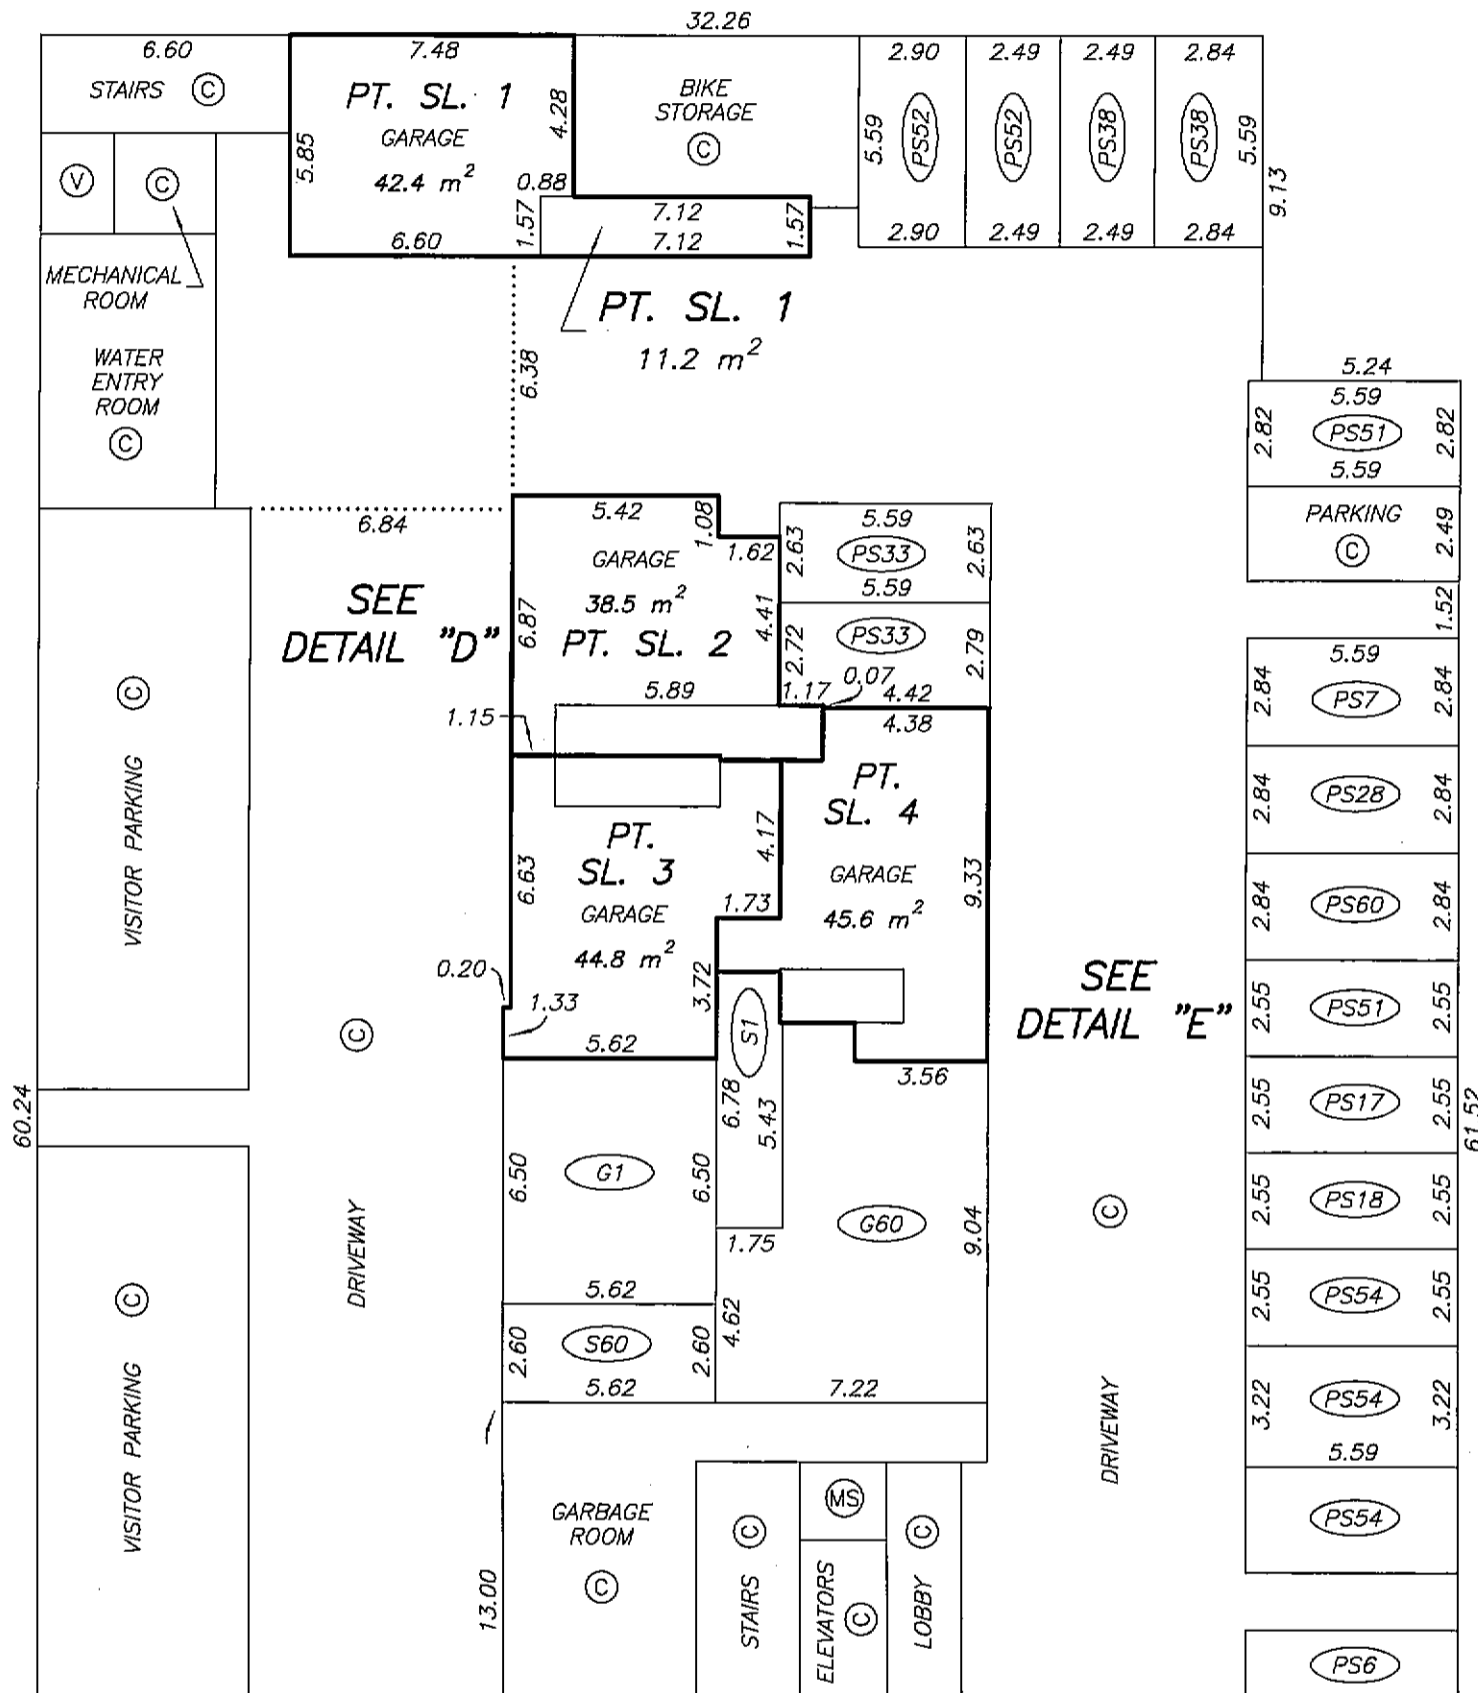 32.26
6.60
7.48
2.90
2.49
2.49
2.84
STAIRS C
PT. SL. 1
GARAGE
42.4 m²
5.85
4.28
0.88
1.57
6.60
BIKE
STORAGE
C
5.59
PS52
PS52
PS38
PS38
5.59
9.13
2.90
2.49
2.49
2.84
V
C
7.12
7.12
1.57
MECHANICAL
ROOM
WATER
ENTRY
ROOM
C
PT. SL. 1
11.2 m²
6.38
6.84
5.24
5.59
2.82
PS51
2.82
5.59
PARKING
C
2.49
1.52
SEE
DETAIL "D"
5.42
1.08
1.62
GARAGE
38.5 m²
PT. SL. 2
6.87
4.41
5.89
1.15
5.59
2.63
PS33
2.63
5.59
2.72
PS33
2.79
1.17
0.07
4.42
4.38
PT.
SL. 4
GARAGE
45.6 m²
4.17
9.33
1.73
PT.
SL. 3
GARAGE
44.8 m²
6.63
0.20
1.33
3.72
5.62
S1
3.56
SEE
DETAIL "E"
5.59
2.84
PS7
2.84
2.84
PS28
2.84
2.84
PS60
2.84
2.55
PS51
2.55
2.55
PS17
2.55
2.55
PS18
2.55
2.55
PS54
2.55
3.22
PS54
3.22
5.59
PS54
PS6
61.52
VISITOR PARKING
C
60.24
VISITOR PARKING
C
C
DRIVEWAY
6.50
G1
6.50
5.62
2.60
S60
2.60
5.62
6.78
5.43
1.75
4.62
G60
9.04
7.22
C
DRIVEWAY
13.00
GARBAGE
ROOM
C
STAIRS C
MS
ELEVATORS
C
LOBBY C